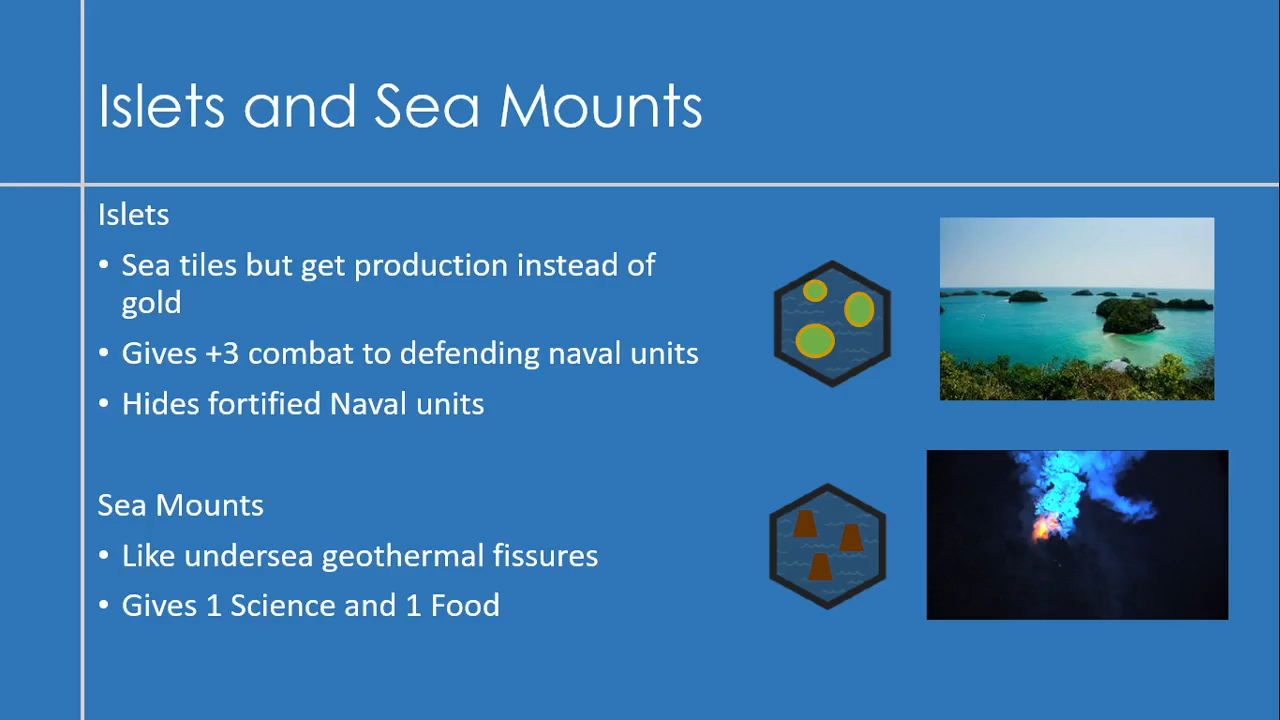 Islets and Sea Mounts
Islets
• Sea tiles but get production instead of
gold
• Gives +3 combat to defending naval units
• Hides fortified Naval units
Sea Mounts
• Like undersea geothermal fissures
• Gives 1 Science and 1 Food